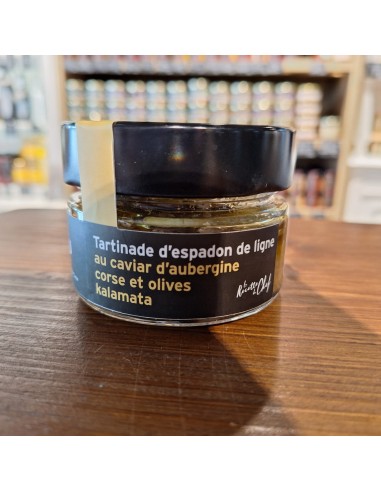 Tartinade d'espadon de ligne
au caviar d'aubergine
corse et olives
kalamata